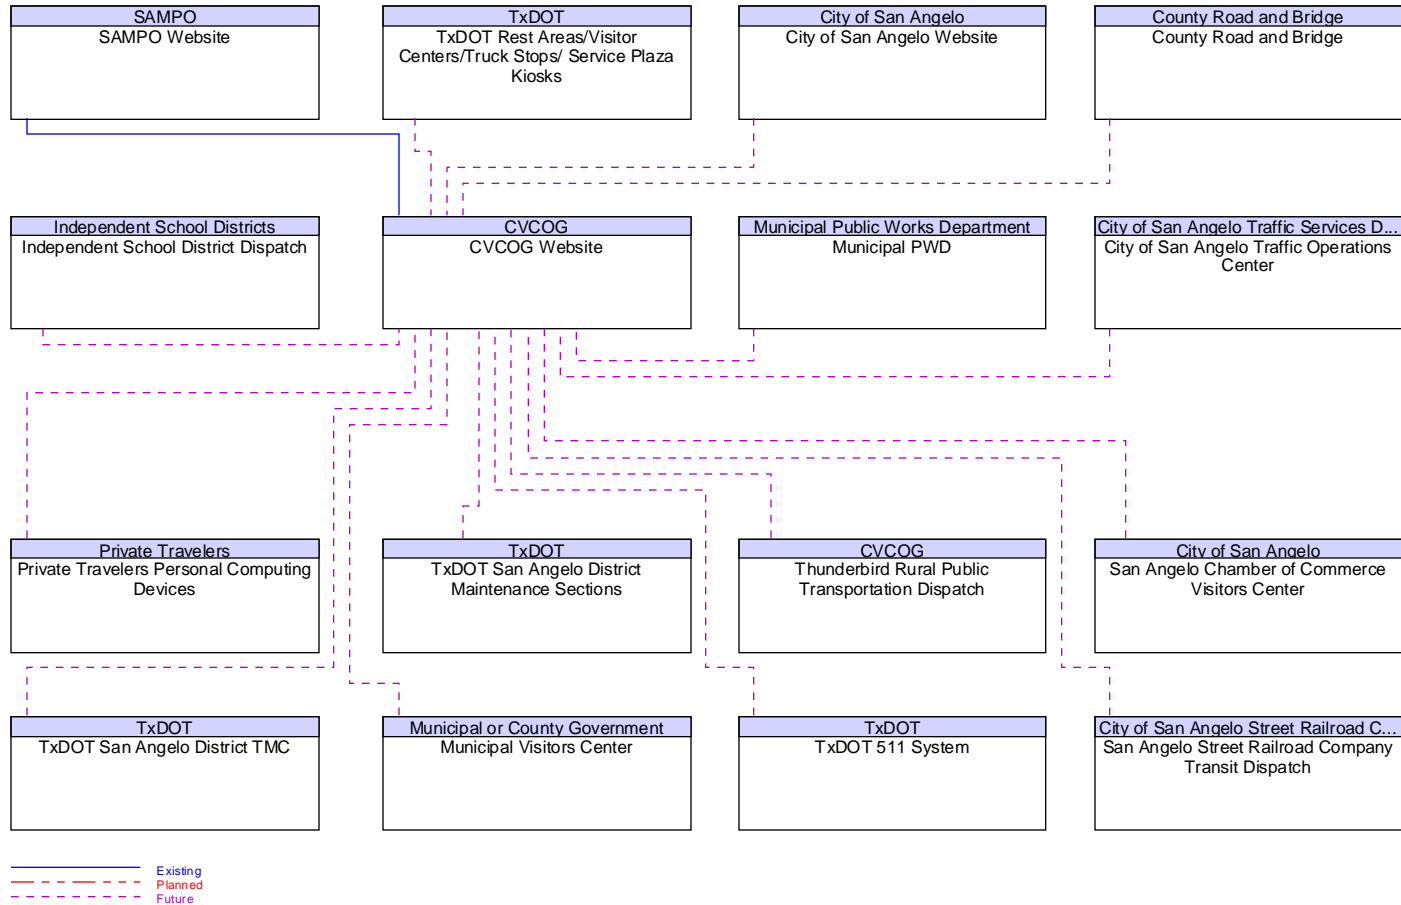 SAMPO
SAMPO Website
TxDOT
TxDOT Rest Areas/Visitor
Centers/Truck Stops/ Service Plaza
Kiosks
City of San Angelo
City of San Angelo Website
County Road and Bridge
County Road and Bridge
Independent School Districts
Independent School District Dispatch
CVCOG
CVCOG Website
Municipal Public Works Department
Municipal PWD
City of San Angelo Traffic Services D...
City of San Angelo Traffic Operations
Center
Private Travelers
Private Travelers Personal Computing
Devices
TxDOT
TxDOT San Angelo District
Maintenance Sections
CVCOG
Thunderbird Rural Public
Transportation Dispatch
City of San Angelo
San Angelo Chamber of Commerce
Visitors Center
TxDOT
TxDOT San Angelo District TMC
Municipal or County Government
Municipal Visitors Center
TxDOT
TxDOT 511 System
City of San Angelo Street Railroad C...
San Angelo Street Railroad Company
Transit Dispatch
Existing
Planned
Future